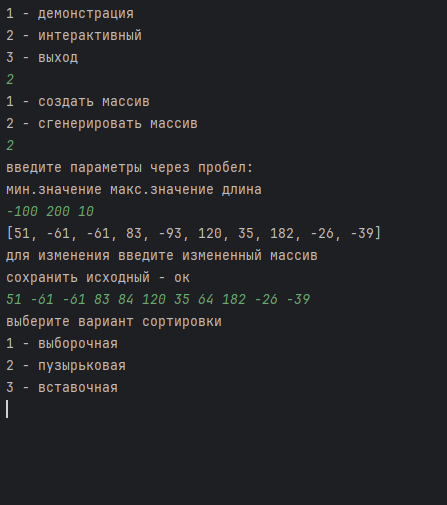 1 - демонстрация
2 - интерактивный
3 - выход
2
1 - создать массив
2 - сгенерировать массив
2
введите параметры через пробел:
мин.значение макс.значение длина
-100 200 10
[51, -61, -61, 83, -93, 120, 35, 182, -26, -39]
для изменения введите измененный массив
сохранить исходный - ок
51 -61 -61 83 84 120 35 64 182 -26 -39
выберите вариант сортировки
1 - выборочная
2 - пузырьковая
3 - вставочная